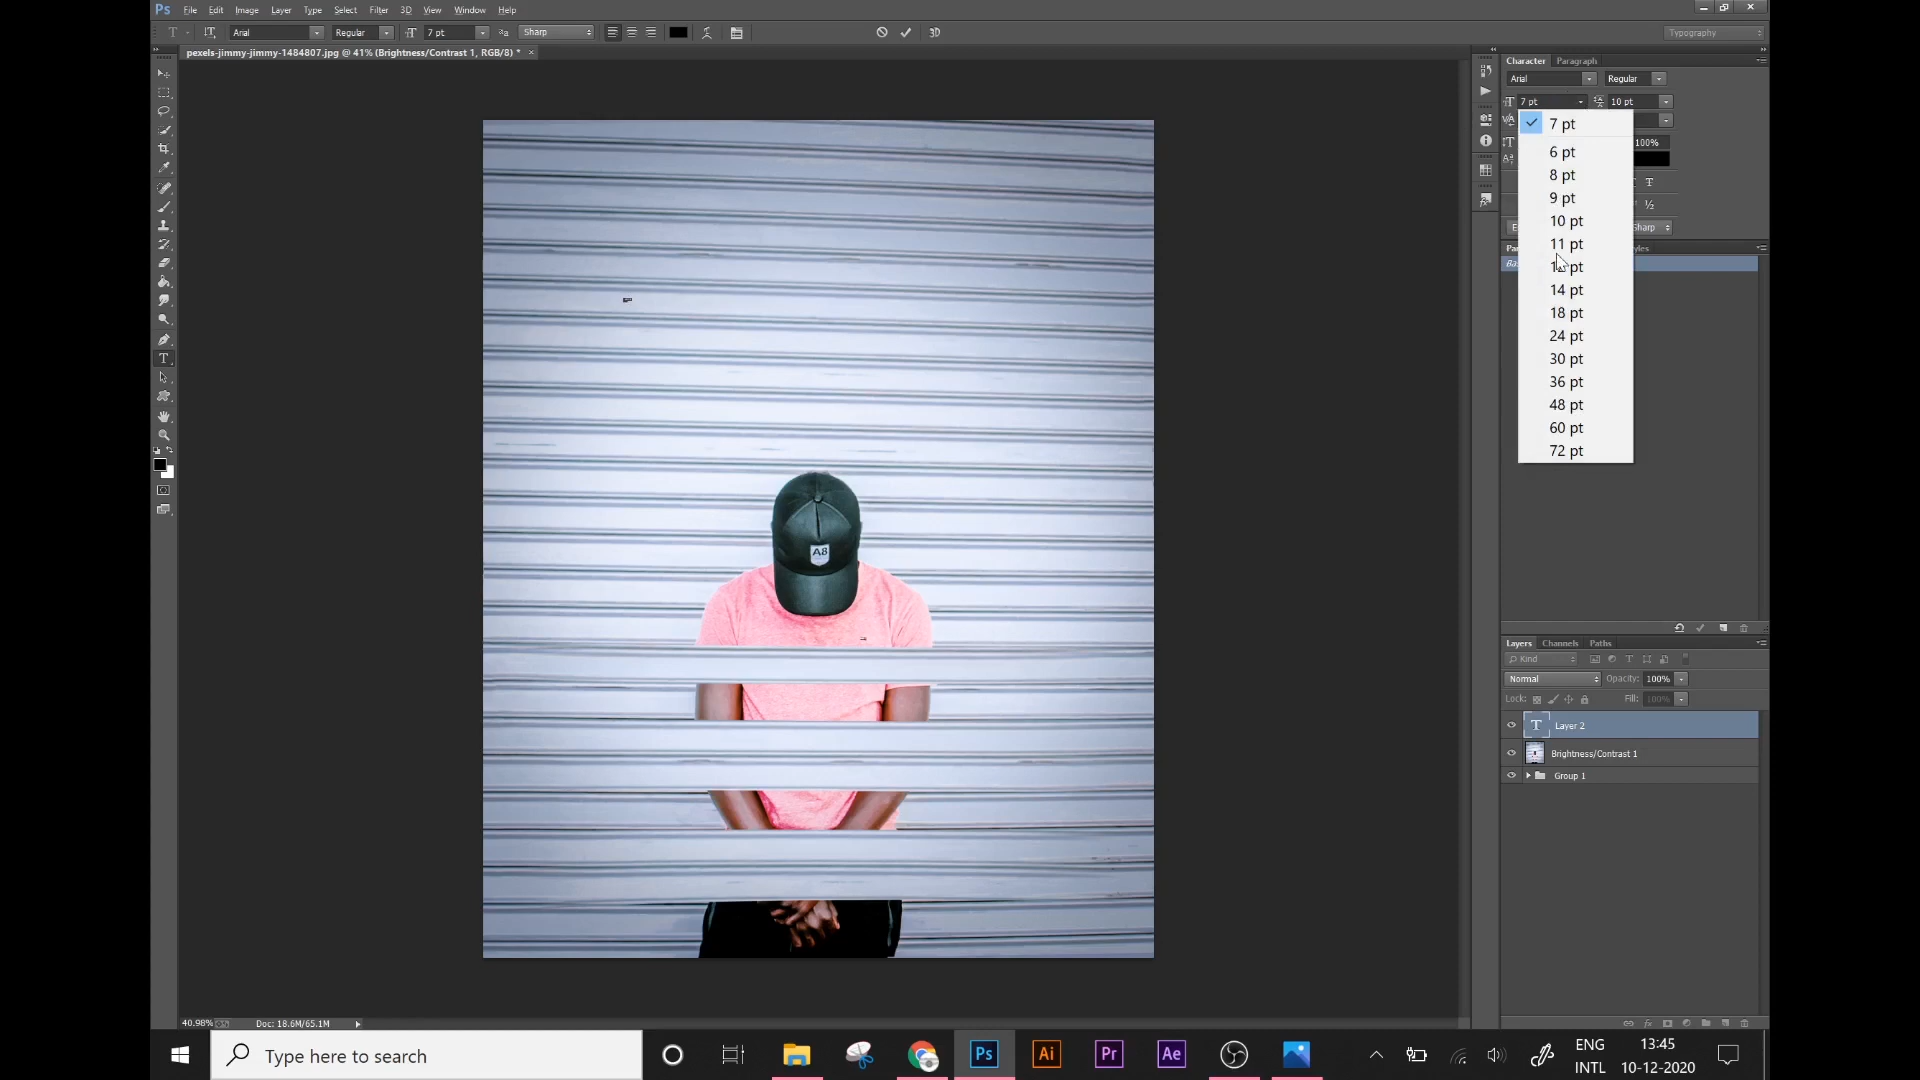 Ps File Edit Image Layer Type Select Filter 3D View Window Help
T Arial Regular 7 pt Sharp 3D Typography
pexels-jimmy-jimmy-1484807.jpg @ 41% (Brightness/Contrast 1, RGB/8) * ×
Character Paragraph
Arial Regular
7 pt 10 pt
7 pt
6 pt
100%
8 pt
9 pt
10 pt
Sharp
11 pt
pt
14 pt
18 pt
24 pt
30 pt
36 pt
48 pt
60 pt
72 pt
A8
Layers Channels Paths
Kind
Normal Opacity: 100%
Lock: Fill: 100%
T Layer 2
Brightness/Contrast 1
Group 1
40.98% Doc: 18.6M/65.1M
Type here to search
Ps Ai Pr Ae
ENG
INTL
13:45
10-12-2020